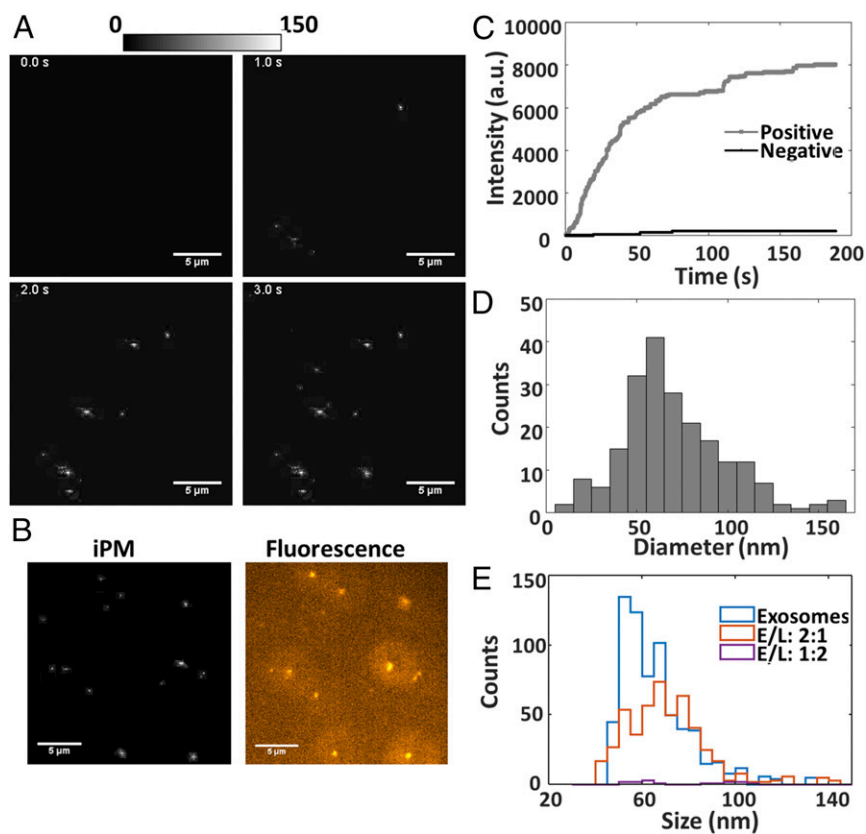 A
0 150
0.0 s
5 µm
1.0 s
5 µm
2.0 s
5 µm
3.0 s
5 µm
B
iPM
5 µm
Fluorescence
5 µm
C
Intensity (a.u.)
10000
8000
6000
4000
2000
0
Positive
Negative
0 50 100 150 200
Time (s)
D
Counts
50
40
30
20
10
0
0 50 100 150
Diameter (nm)
E
Counts
150
100
50
0
Exosomes
E/L: 2:1
E/L: 1:2
20 60 100 140
Size (nm)